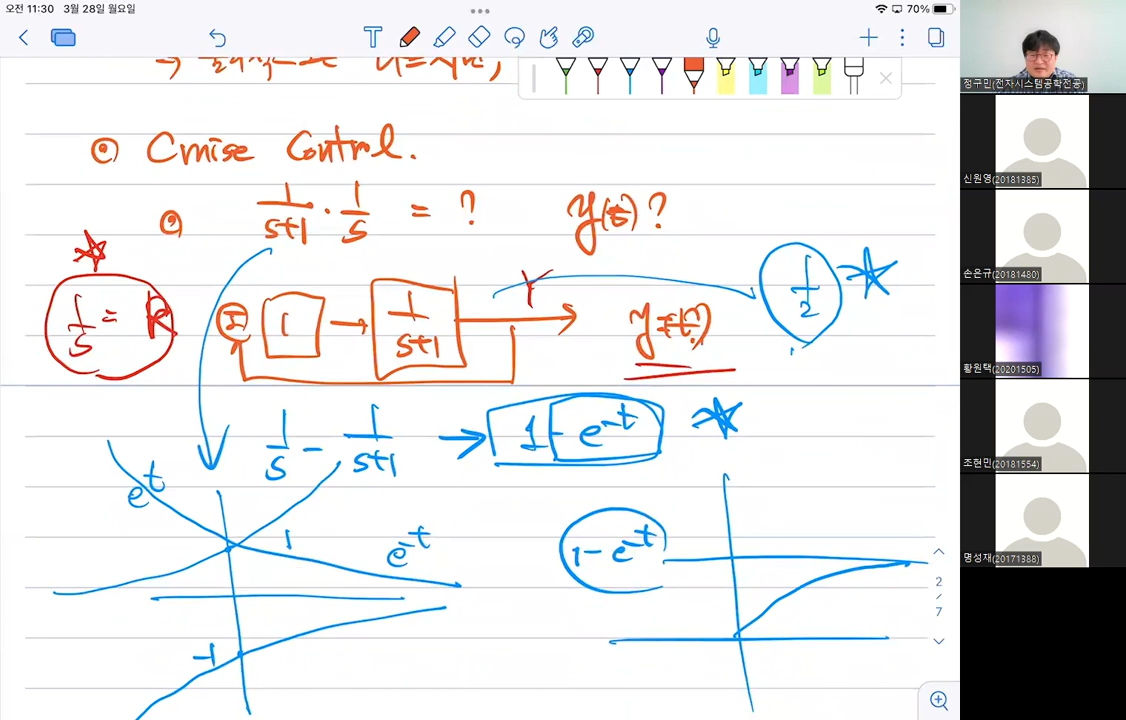 오전 11:30 3월 28일 월요일
70%
Cruise Control.
1/(s+1) · 1/s = ? y(t)?
1/s = R
1 → 1/(s+1) Y
1/2
1/s - 1/(s+1) → 1 - e^-t
e^t
1
e^-t
-1
1 - e^-t
2
/
7
정구민(전자시스템공학전공)
신원영(20181385)
손은규(20181480)
황원택(20201505)
조현민(20181554)
명성재(20171388)